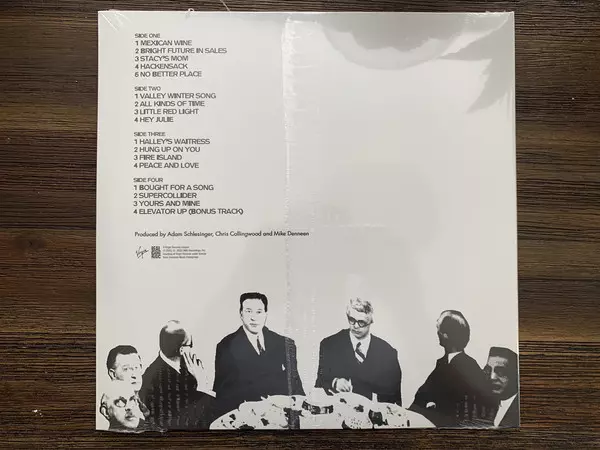 SIDE ONE
1 MEXICAN WINE
2 BRIGHT FUTURE IN SALES
3 STACY'S MOM
4 HACKENSACK
5 NO BETTER PLACE
SIDE TWO
1 VALLEY WINTER SONG
2 ALL KINDS OF TIME
3 LITTLE RED LIGHT
4 HEY JULIE
SIDE THREE
1 HALLEY'S WAITRESS
2 HUNG UP ON YOU
3 FIRE ISLAND
4 PEACE AND LOVE
SIDE FOUR
1 BOUGHT FOR A SONG
2 SUPERCOLLIDER
3 YOURS AND MINE
4 ELEVATOR UP (BONUS TRACK)
Produced by Adam Schlesinger, Chris Collingwood and Mike Denneen
Virgin